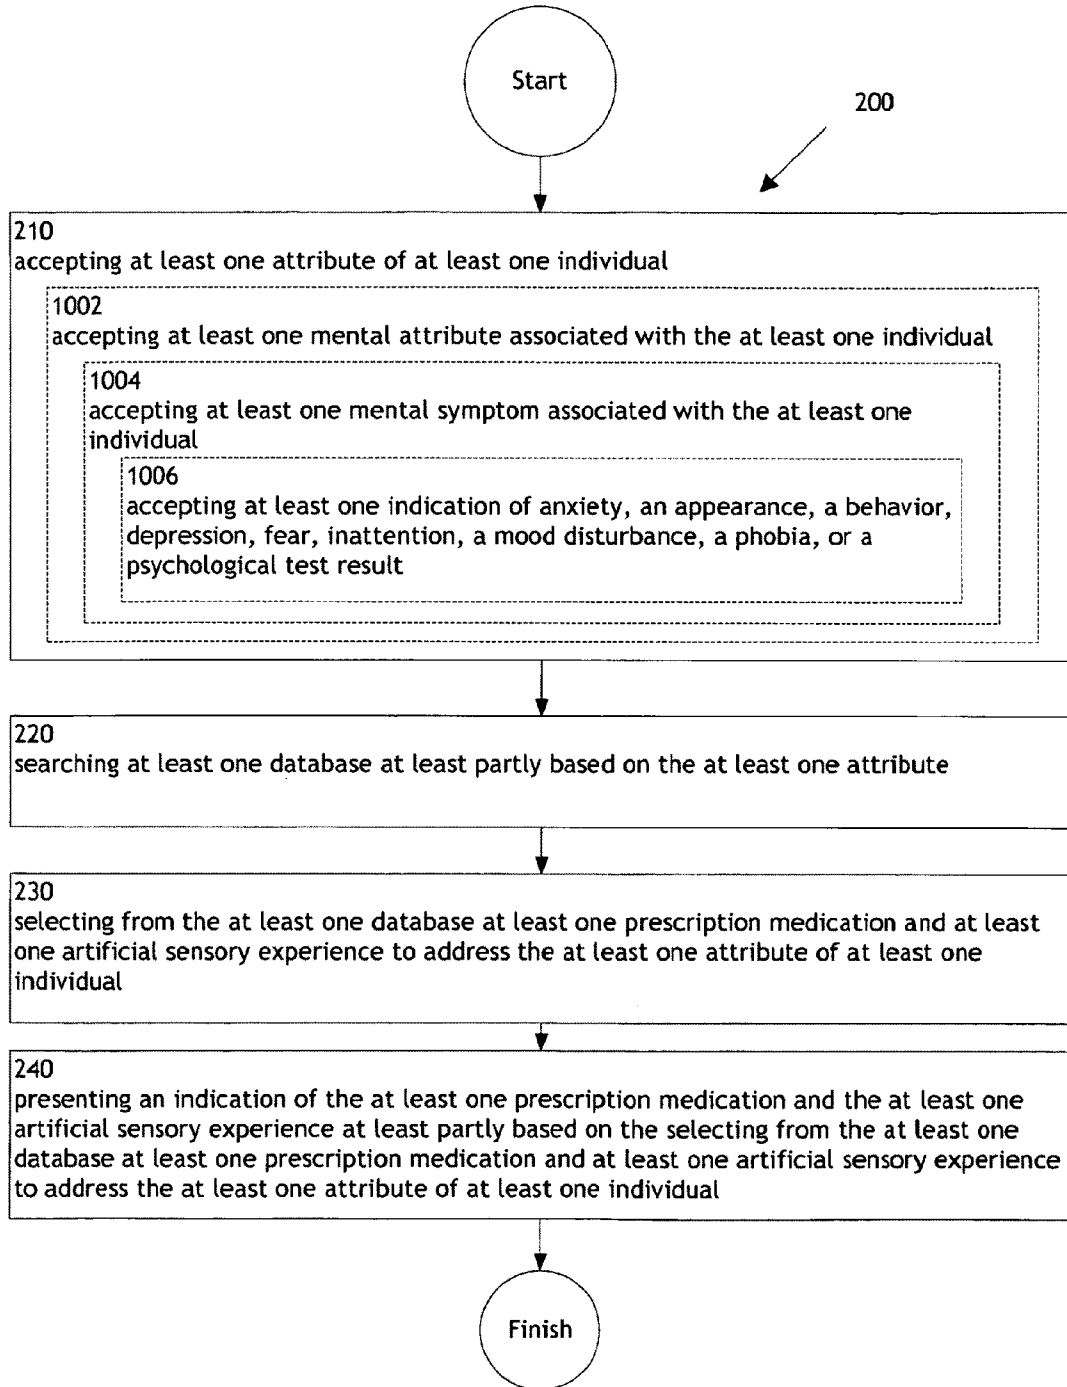 Start
200
210
accepting at least one attribute of at least one individual
1002
accepting at least one mental attribute associated with the at least one individual
1004
accepting at least one mental symptom associated with the at least one
individual
1006
accepting at least one indication of anxiety, an appearance, a behavior,
depression, fear, inattention, a mood disturbance, a phobia, or a
psychological test result
220
searching at least one database at least partly based on the at least one attribute
230
selecting from the at least one database at least one prescription medication and at least
one artificial sensory experience to address the at least one attribute of at least one
individual
240
presenting an indication of the at least one prescription medication and the at least one
artificial sensory experience at least partly based on the selecting from the at least one
database at least one prescription medication and at least one artificial sensory experience
to address the at least one attribute of at least one individual
Finish